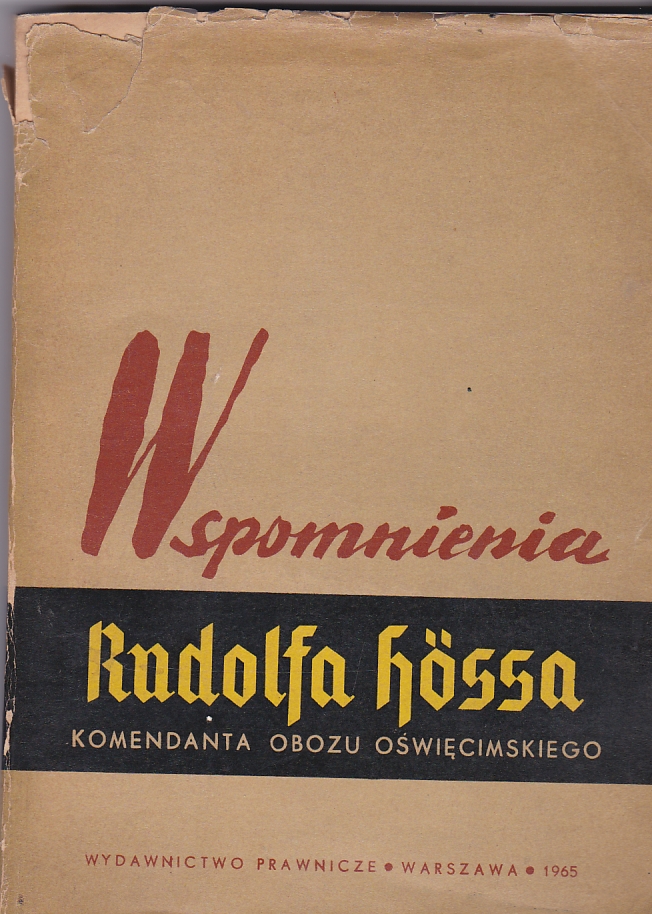 Wspomnienia
Rudolfa Hössa
KOMENDANTA OBOZU OŚWIĘCIMSKIEGO
WYDAWNICTWO PRAWNICZE • WARSZAWA • 1965